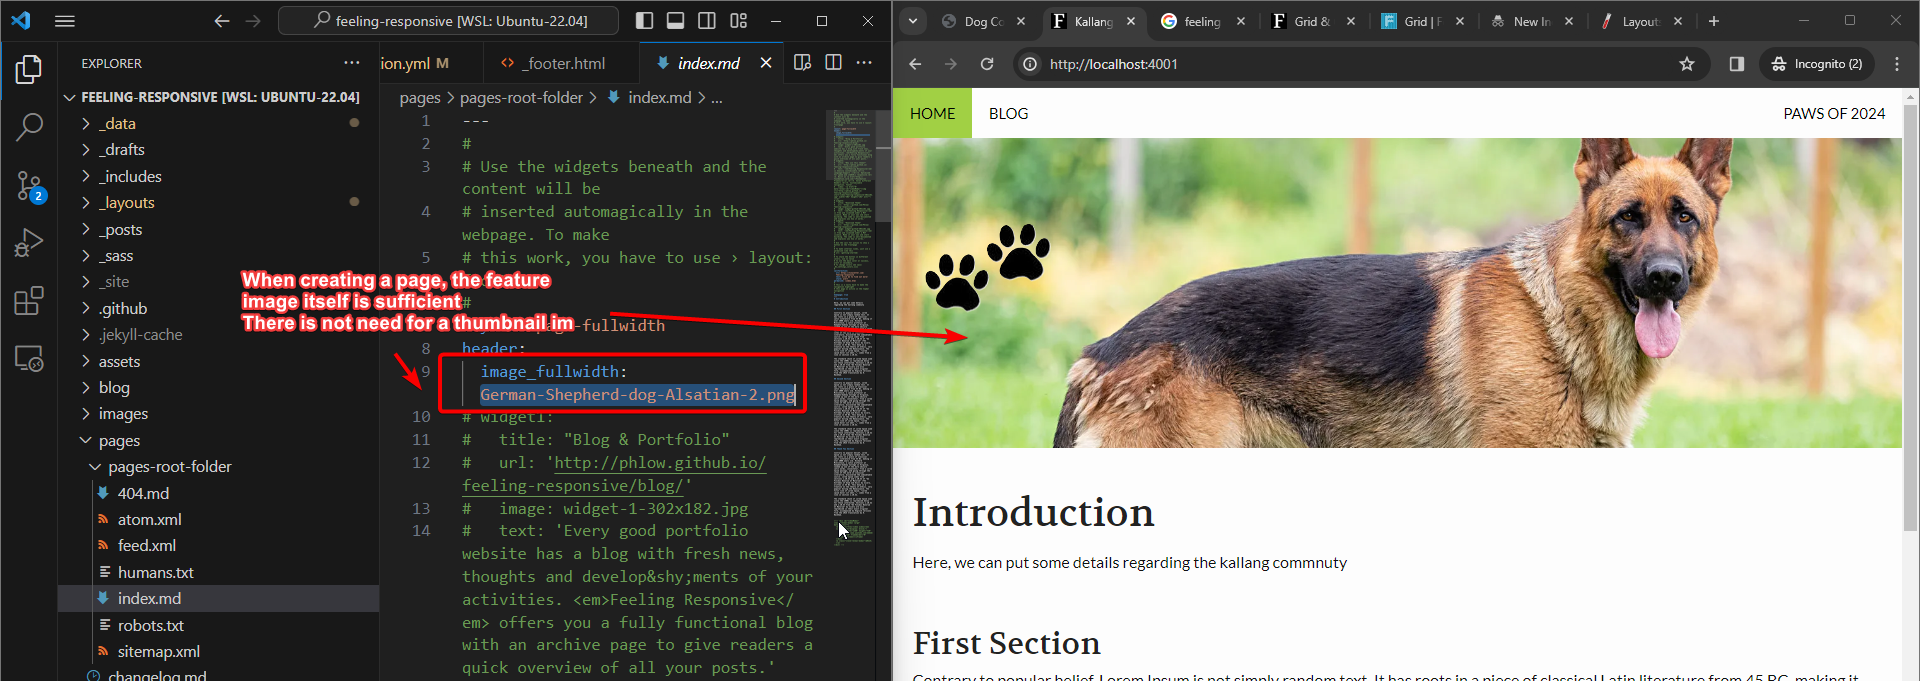 feeling-responsive [WSL: Ubuntu-22.04]
EXPLORER
FEELING-RESPONSIVE [WSL: UBUNTU-22.04]
_data
_drafts
_includes
_layouts
_posts
_sass
_site
.github
.jekyll-cache
assets
blog
images
pages
pages-root-folder
404.md
atom.xml
feed.xml
humans.txt
index.md
robots.txt
sitemap.xml
changelog.md
2
ion.yml M
_footer.html
index.md
pages > pages-root-folder > index.md > ...
1 ---
2 #
3 # Use the widgets beneath and the
content will be
4 # inserted automagically in the
webpage. To make
5 # this work, you have to use › layout:
#
-fullwidth
8 header:
9 image_fullwidth:
German-Shepherd-dog-Alsatian-2.png
10 # widget1:
11 # title: "Blog & Portfolio"
12 # url: 'http://phlow.github.io/
feeling-responsive/blog/'
13 # image: widget-1-302x182.jpg
14 # text: 'Every good portfolio
website has a blog with fresh news,
thoughts and develop&shy;ments of your
activities. <em>Feeling Responsive</
em> offers you a fully functional blog
with an archive page to give readers a
quick overview of all your posts.'
When creating a page, the feature
image itself is sufficient
There is not need for a thumbnail im
Dog Co
Kallang
feeling
Grid &
Grid | F
New In
Layout
http://localhost:4001
Incognito (2)
HOME
BLOG
PAWS OF 2024
Introduction
Here, we can put some details regarding the kallang commnuty
First Section
Contrary to popular belief, Lorem Ipsum is not simply random text. It has roots in a piece of classical Latin literature from 45 BC, making it